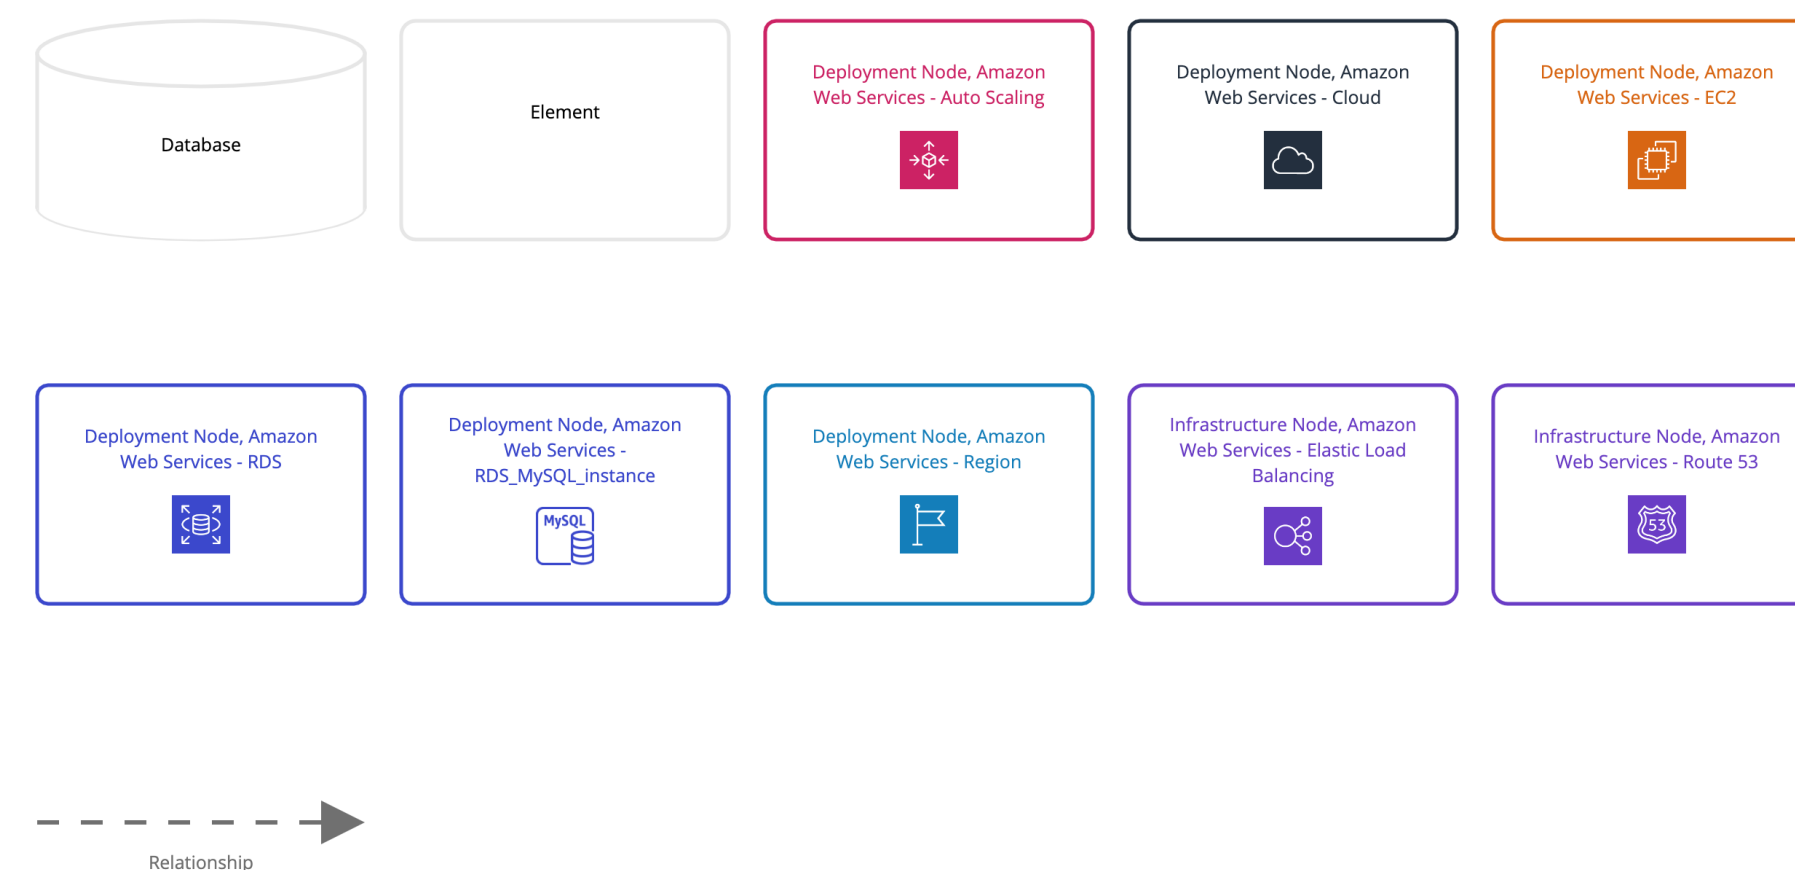 Database
Element
Deployment Node, Amazon
Web Services - Auto Scaling
Deployment Node, Amazon
Web Services - Cloud
Deployment Node, Amazon
Web Services - EC2
Deployment Node, Amazon
Web Services - RDS
Deployment Node, Amazon
Web Services -
RDS_MySQL_instance
MySQL
Deployment Node, Amazon
Web Services - Region
Infrastructure Node, Amazon
Web Services - Elastic Load
Balancing
Infrastructure Node, Amazon
Web Services - Route 53
53
Relationship